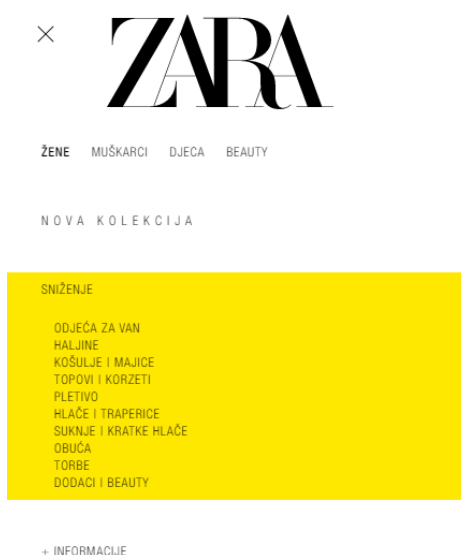 ZARA
ŽENE MUŠKARCI DJECA BEAUTY
NOVA KOLEKCIJA
SNIŽENJE
ODJEĆA ZA VAN
HALJINE
KOŠULJE I MAJICE
TOPOVI I KORZETI
PLETIVO
HLAČE I TRAPERICE
SUKNJE I KRATKE HLAČE
OBUĆA
TORBE
DODACI I BEAUTY
+ INFORMACIJE